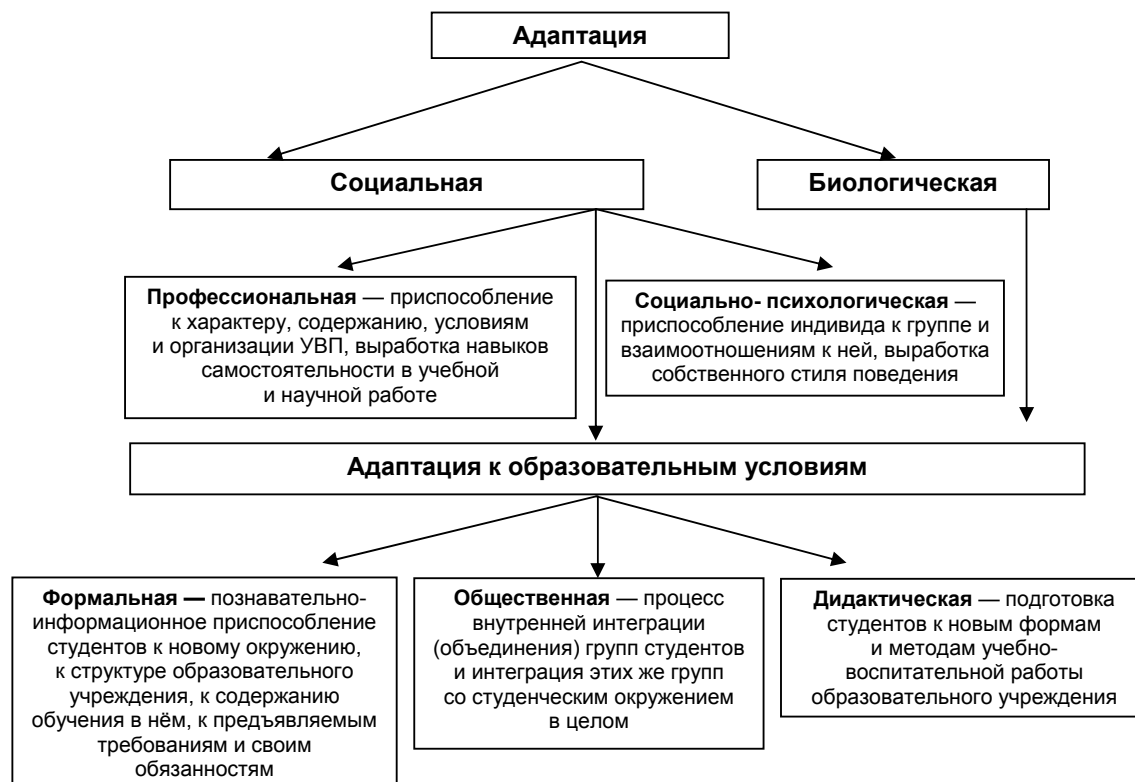 Адаптация
Социальная
Биологическая
Профессиональная — приспособление
к характеру, содержанию, условиям
и организации УВП, выработка навыков
самостоятельности в учебной
и научной работе
Социально- психологическая —
приспособление индивида к группе и
взаимоотношениям к ней, выработка
собственного стиля поведения
Адаптация к образовательным условиям
Формальная — познавательно-
информационное приспособление
студентов к новому окружению,
к структуре образовательного
учреждения, к содержанию
обучения в нём, к предъявляемым
требованиям и своим
обязанностям
Общественная — процесс
внутренней интеграции
(объединения) групп студентов
и интеграция этих же групп
со студенческим окружением
в целом
Дидактическая — подготовка
студентов к новым формам
и методам учебно-
воспитательной работы
образовательного учреждения